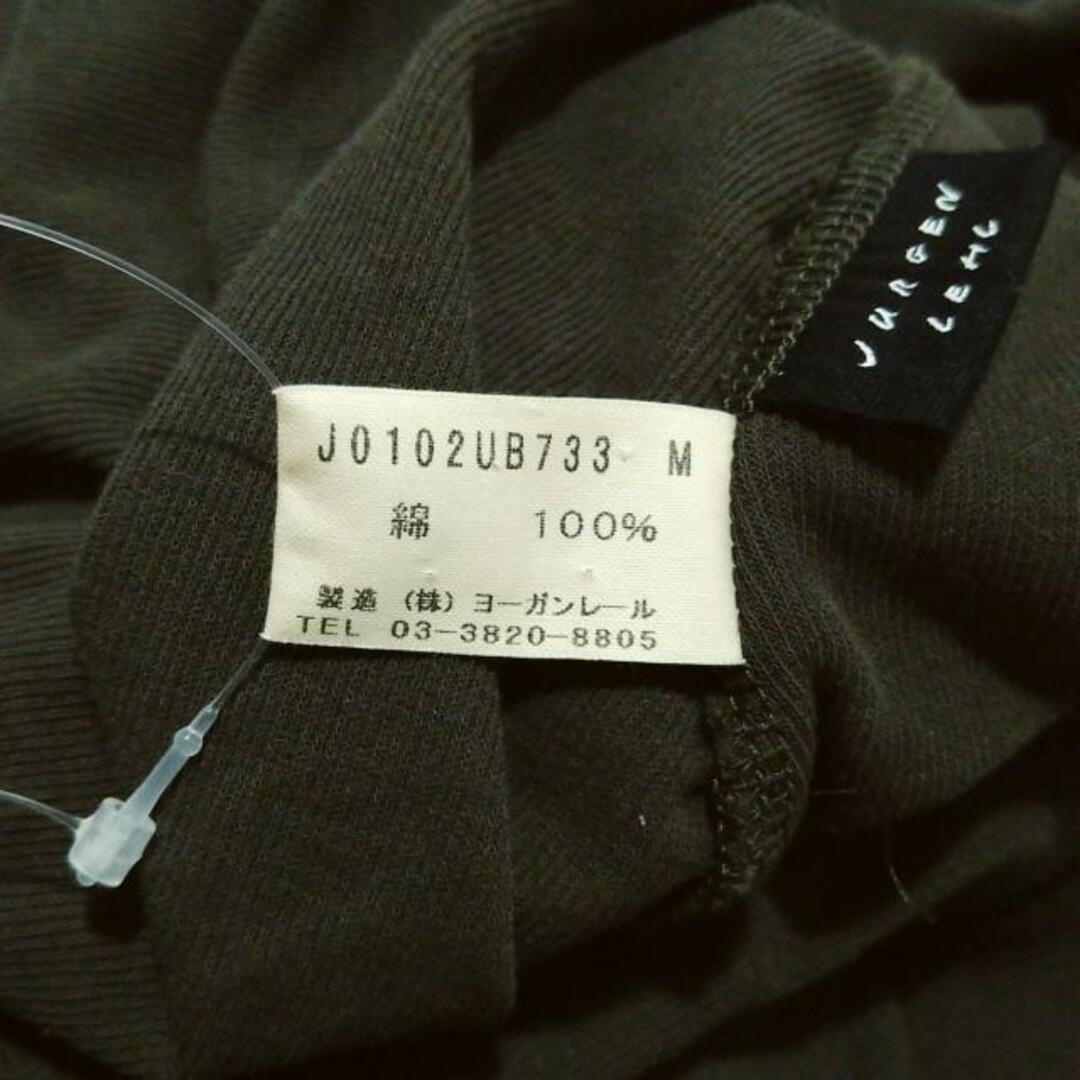 J0102UB733 M
綿 100%
製造 (株) ヨーガンレール
TEL 03-3820-8805
JURGEN
LEHL